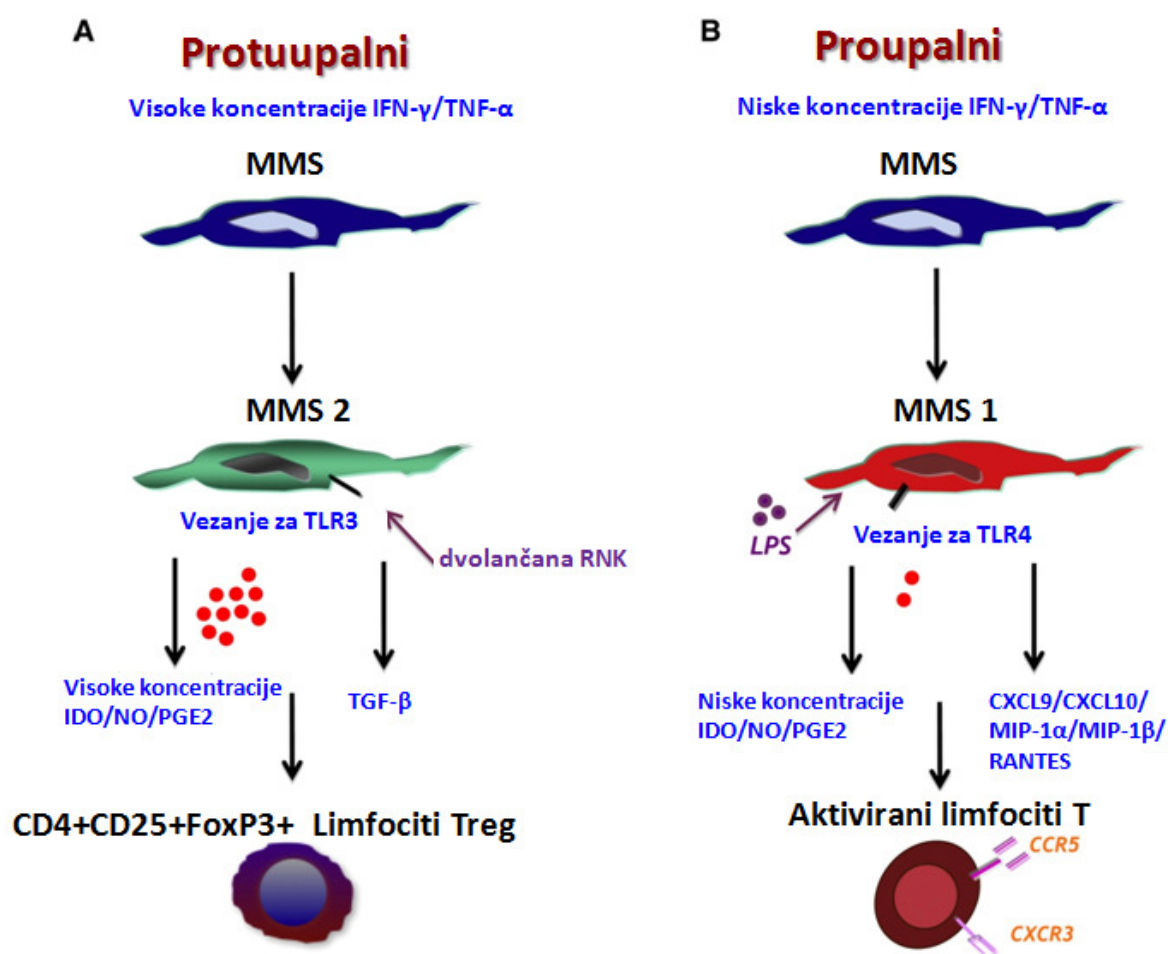 A
Protuupalni
Visoke koncentracije IFN-γ/TNF-α
MMS
MMS 2
Vezanje za TLR3
dvolančana RNK
Visoke koncentracije
IDO/NO/PGE2
TGF-β
CD4+CD25+FoxP3+ Limfociti Treg
B
Proupalni
Niske koncentracije IFN-γ/TNF-α
MMS
MMS 1
LPS
Vezanje za TLR4
Niske koncentracije
IDO/NO/PGE2
CXCL9/CXCL10/
MIP-1α/MIP-1β/
RANTES
Aktivirani limfociti T
CCR5
CXCR3